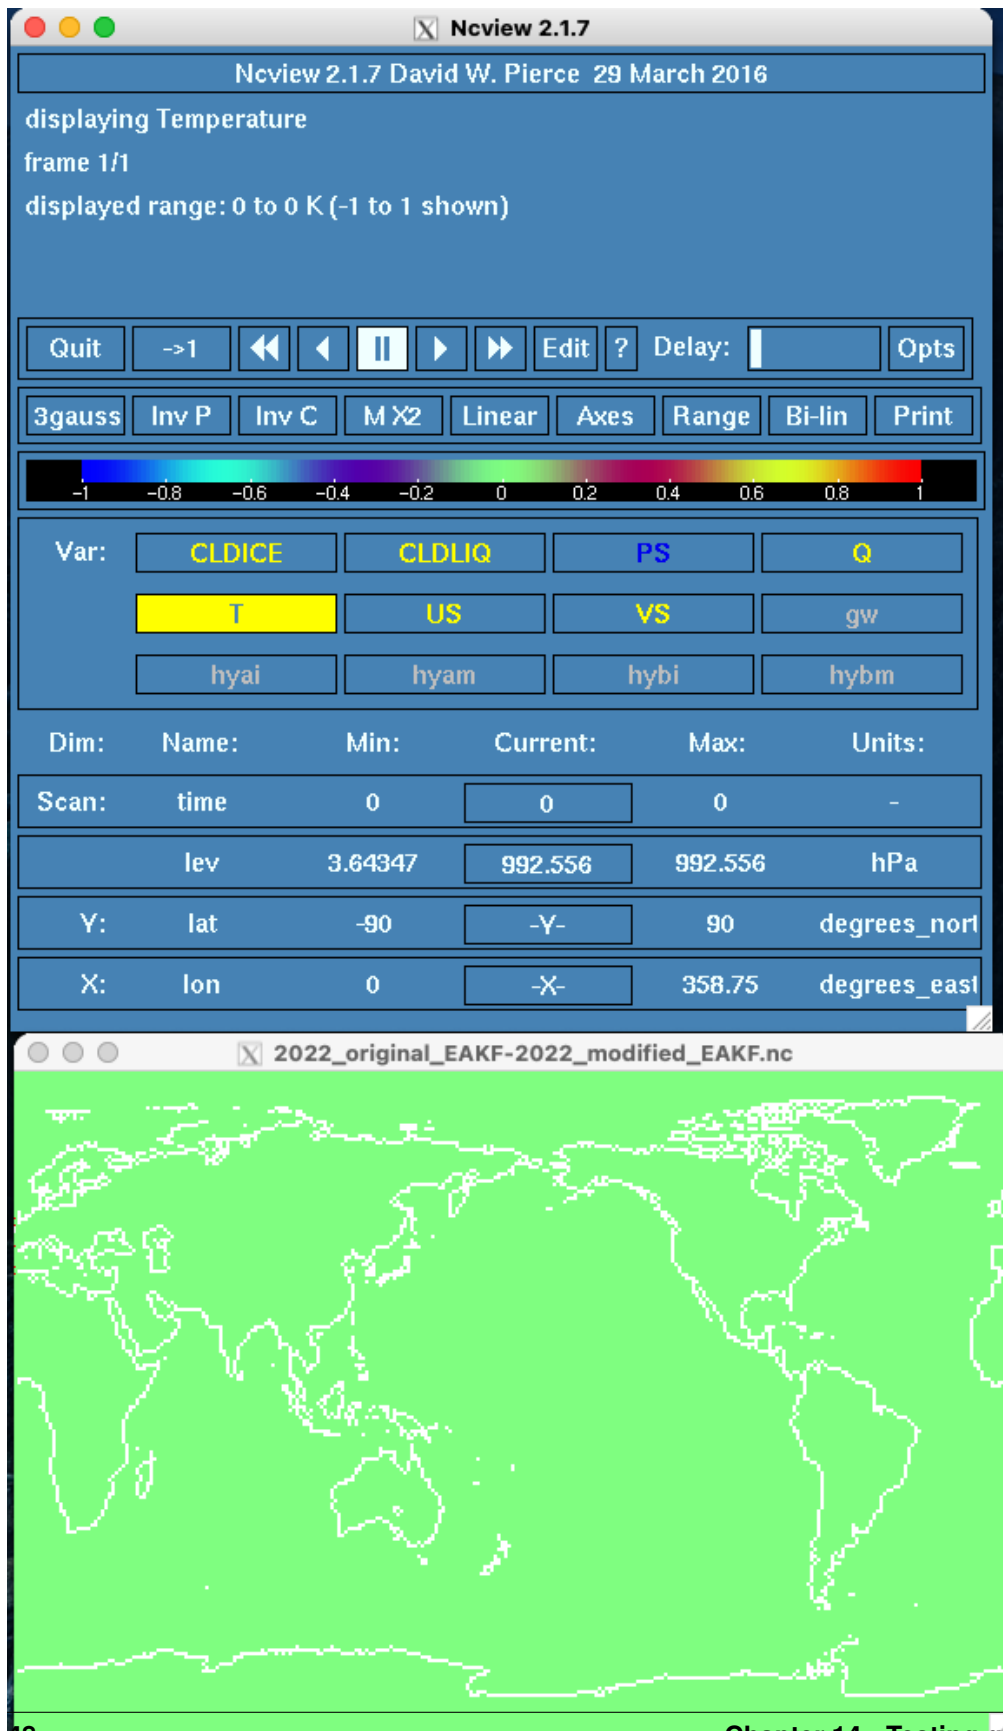 Ncview 2.1.7
Ncview 2.1.7 David W. Pierce 29 March 2016
displaying Temperature
frame 1/1
displayed range: 0 to 0 K (-1 to 1 shown)
Quit ->1 Edit ? Delay: Opts
3gauss Inv P Inv C M X2 Linear Axes Range Bi-lin Print
-1 -0.8 -0.6 -0.4 -0.2 0 0.2 0.4 0.6 0.8 1
Var: CLDICE CLDLIQ PS Q
T US VS gw
hyai hyam hybi hybm
Dim: Name: Min: Current: Max: Units:
Scan: time 0 0 0 -
lev 3.64347 992.556 992.556 hPa
Y: lat -90 -Y- 90 degrees_nort
X: lon 0 -X- 358.75 degrees_east
2022_original_EAKF-2022_modified_EAKF.nc